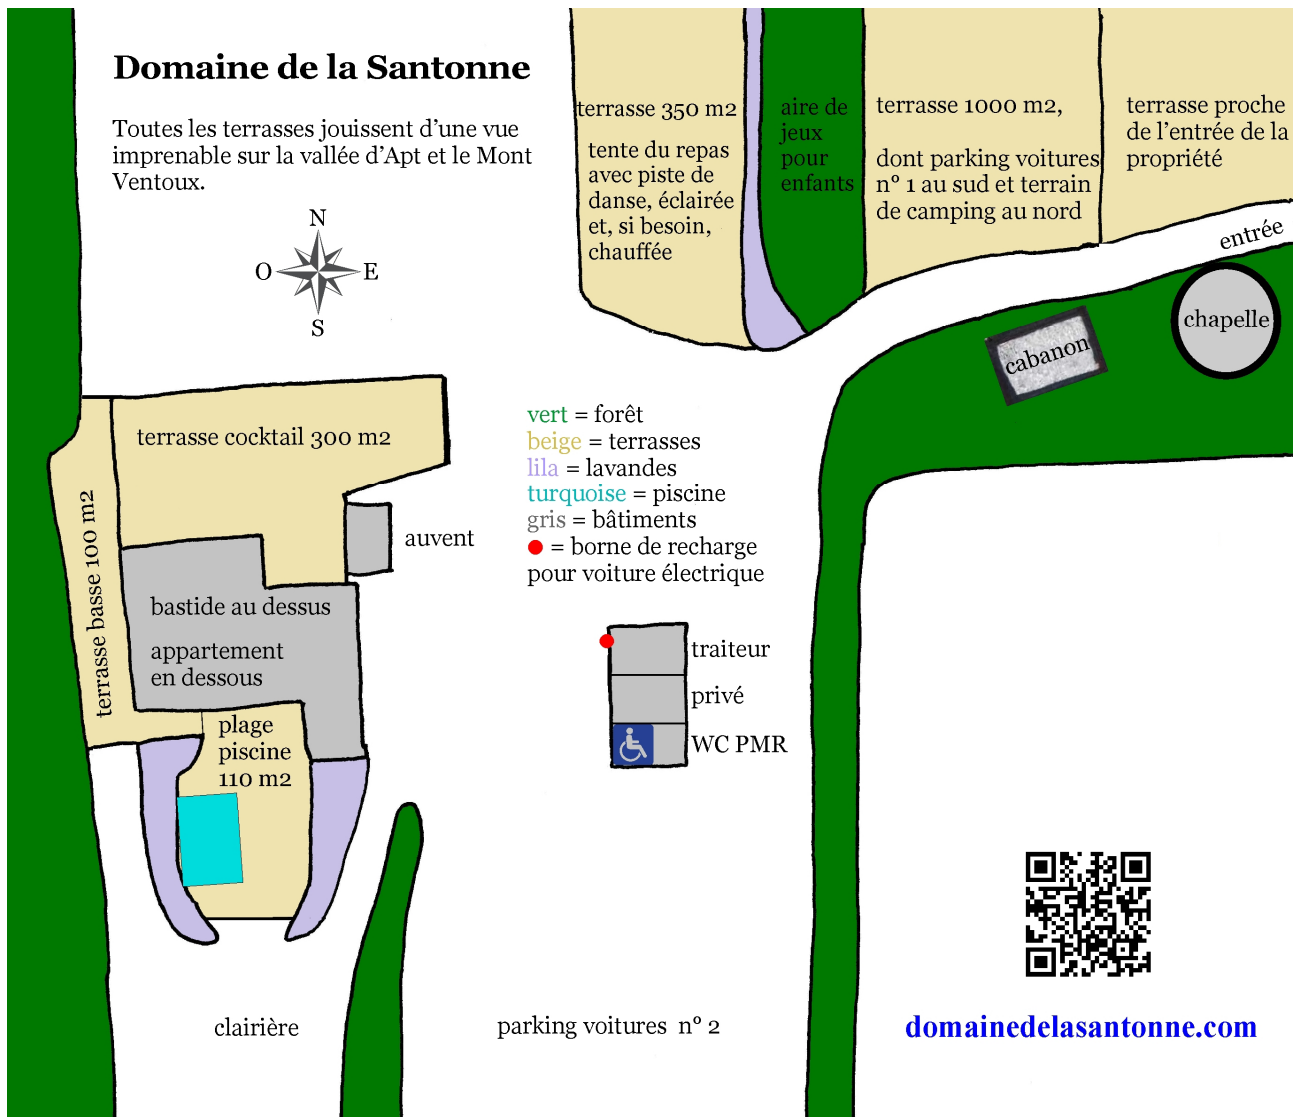 Domaine de la Santonne
Toutes les terrasses jouissent d’une vue
imprenable sur la vallée d’Apt et le Mont
Ventoux.
N
O
E
S
terrasse 350 m2
tente du repas
avec piste de
danse, éclairée
et, si besoin,
chauffée
aire de
jeux
pour
enfants
terrasse 1000 m2,
dont parking voitures
n° 1 au sud et terrain
de camping au nord
terrasse proche
de l’entrée de la
propriété
entrée
chapelle
cabanon
terrasse cocktail 300 m2
terrasse basse 100 m2
auvent
bastide au dessus
appartement
en dessous
plage
piscine
110 m2
vert = forêt
beige = terrasses
lila = lavandes
turquoise = piscine
gris = bâtiments
= borne de recharge
pour voiture électrique
traiteur
privé
WC PMR
clairière
parking voitures n° 2
domainedelasantonne.com